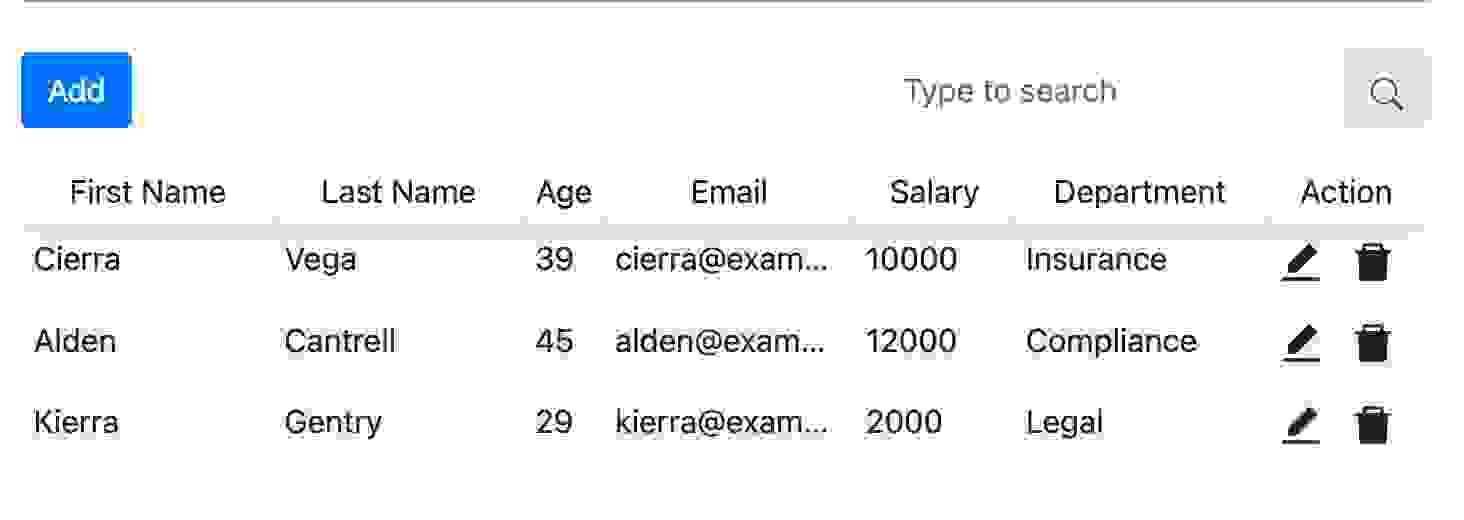 Add Type to search
First Name Last Name Age Email Salary Department Action
Cierra Vega 39 cierra@exam... 10000 Insurance
Alden Cantrell 45 alden@exam... 12000 Compliance
Kierra Gentry 29 kierra@exam... 2000 Legal